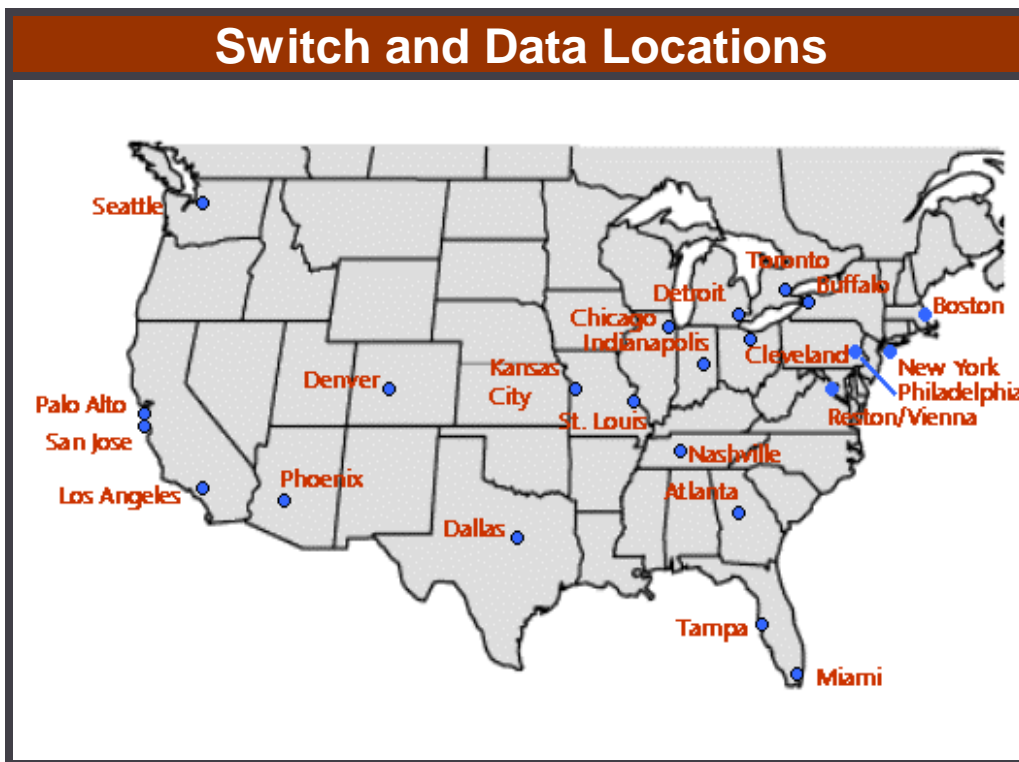 Switch and Data Locations
Seattle
Toronto
Buffalo
Detroit
Boston
Chicago
Indianapolis
Cleveland
New York
Kansas
City
Denver
Philadelphia
Palo Alto
Reston/Vienna
St. Louis
San Jose
Nashville
Phoenix
Los Angeles
Atlanta
Dallas
Tampa
Miami